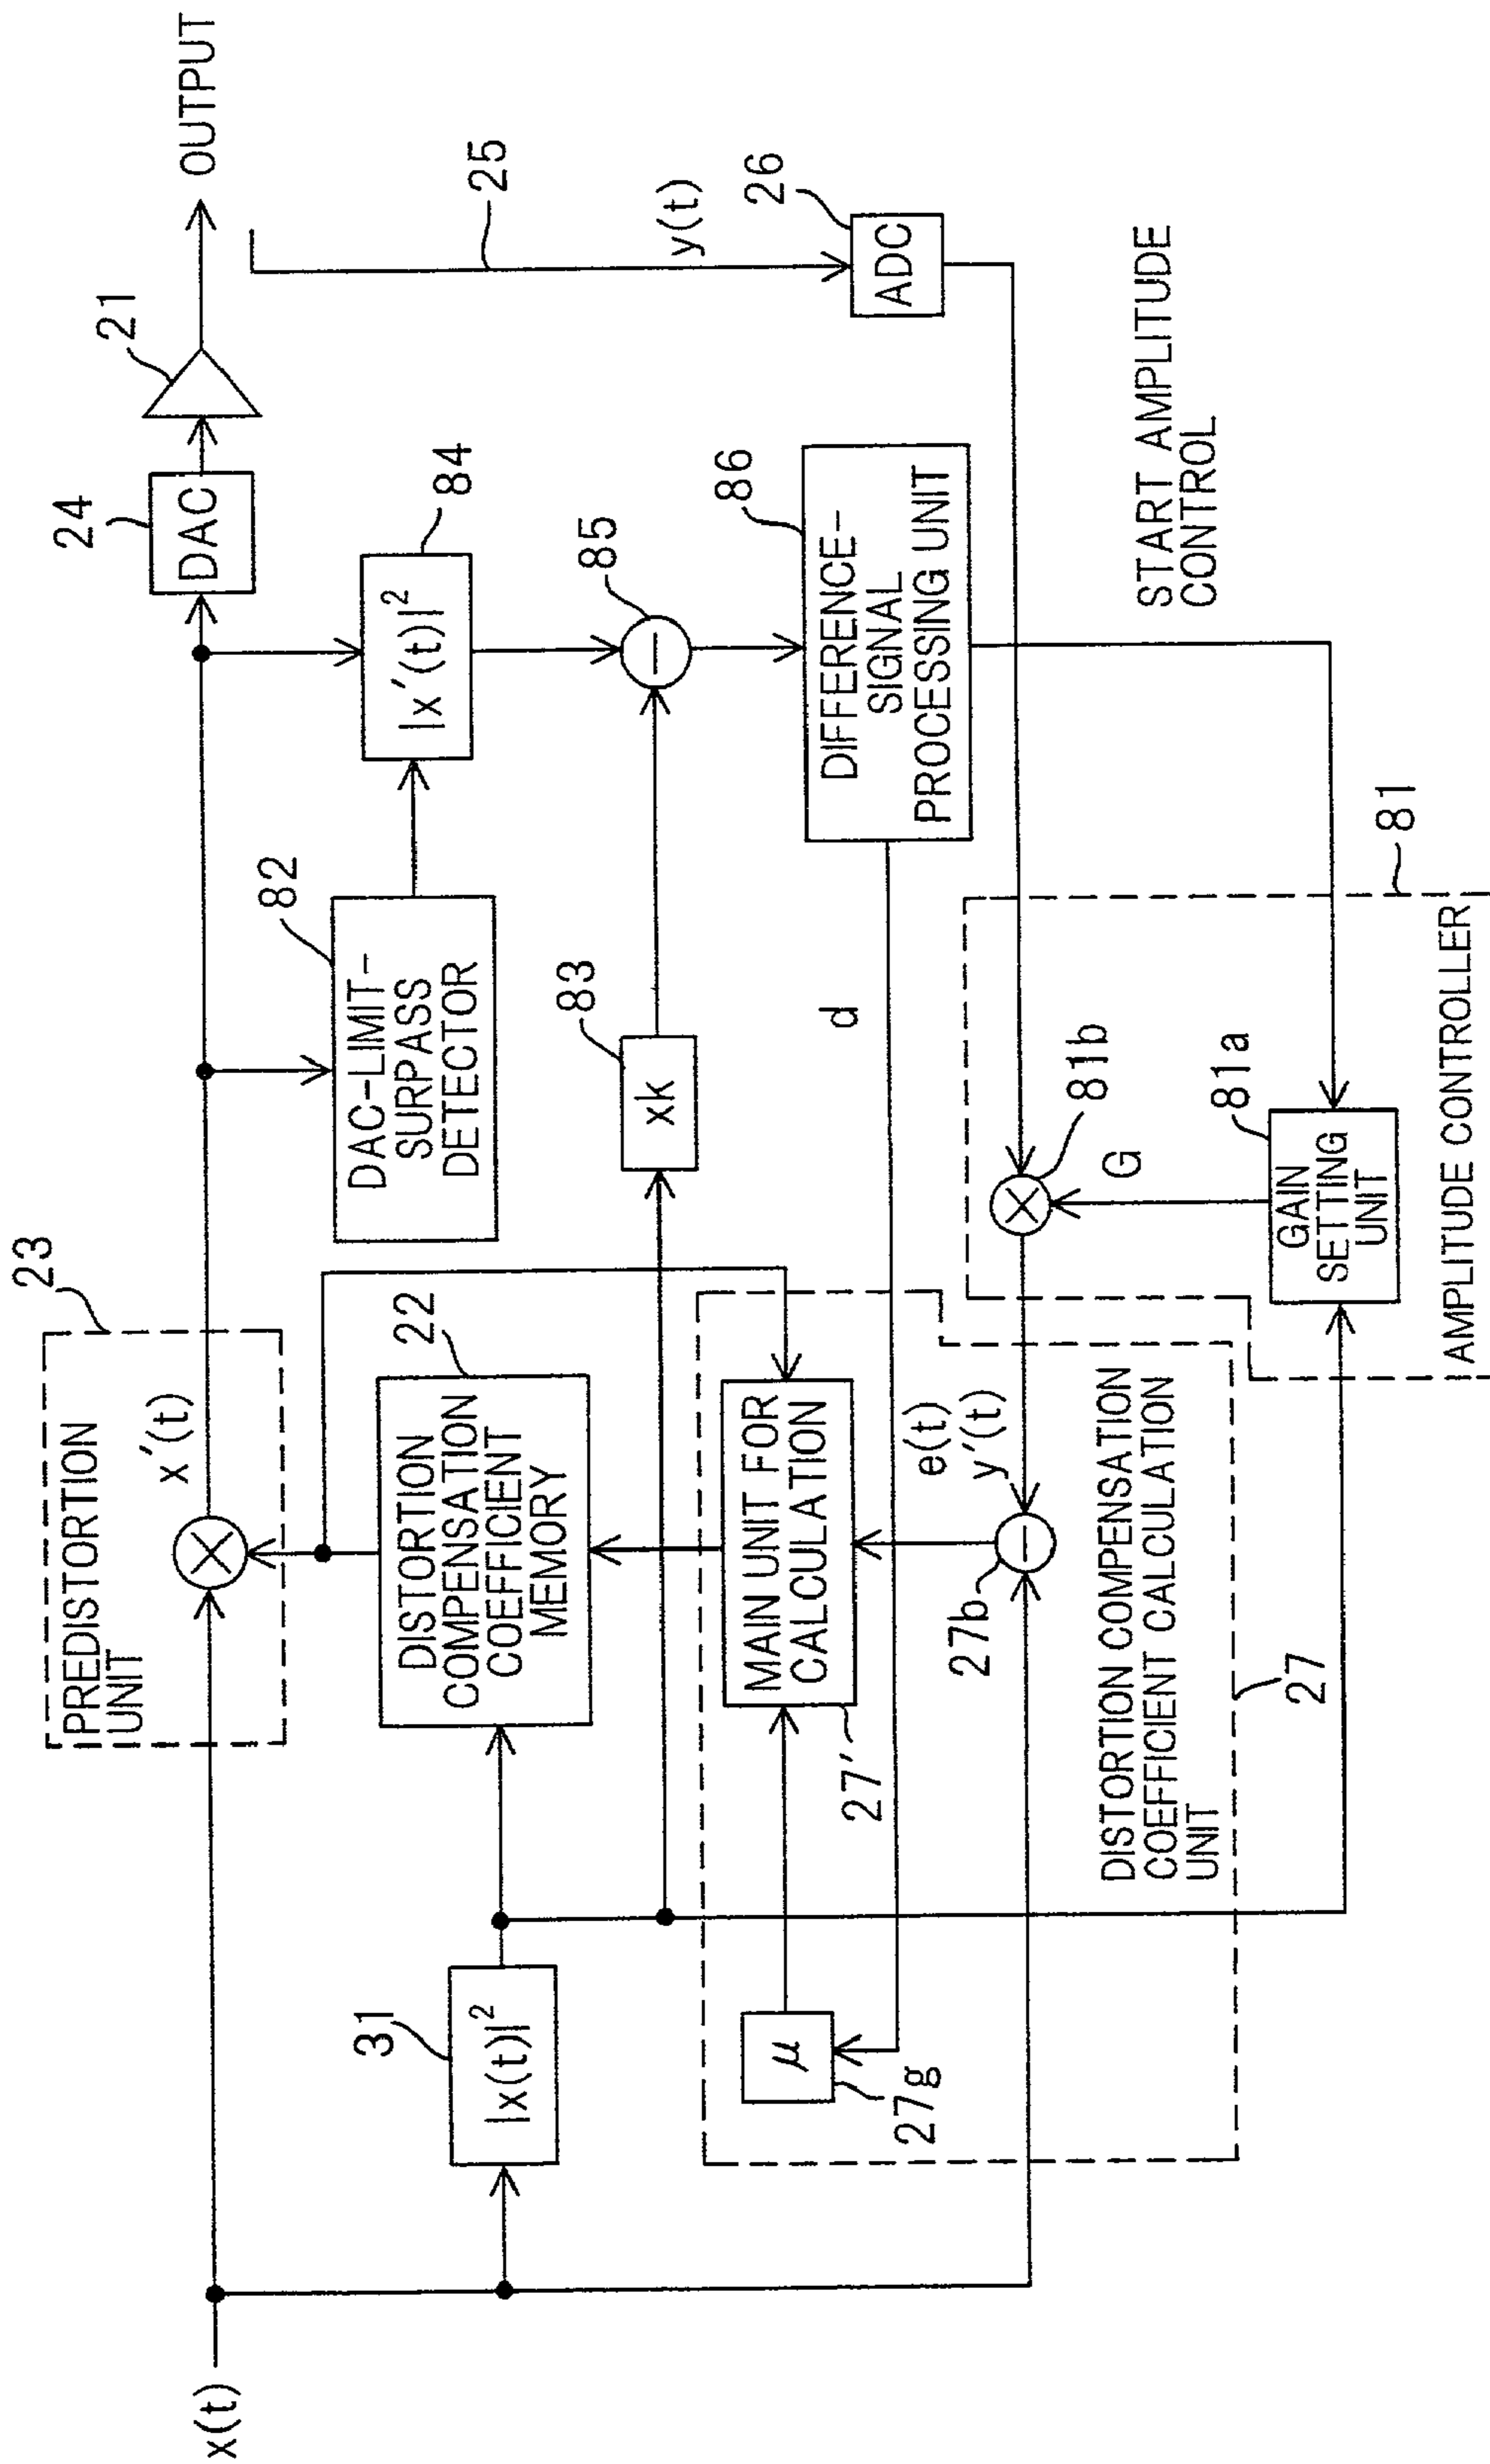 x(t)
PREDISTORTION
UNIT
23
x′(t)
24
DAC
21
OUTPUT
31
|x(t)|²
DISTORTION
COMPENSATION
COEFFICIENT
MEMORY
22
DAC-LIMIT-
SURPASS
DETECTOR
82
|x′(t)|²
84
xk
83
85
25
y(t)
26
ADC
DIFFERENCE-
SIGNAL
PROCESSING UNIT
86
d
μ
27g
MAIN UNIT FOR
CALCULATION
27′
e(t)
y′(t)
27b
DISTORTION COMPENSATION
COEFFICIENT CALCULATION
UNIT
27
81b
G
81a
GAIN
SETTING
UNIT
AMPLITUDE CONTROLLER
81
START AMPLITUDE
CONTROL